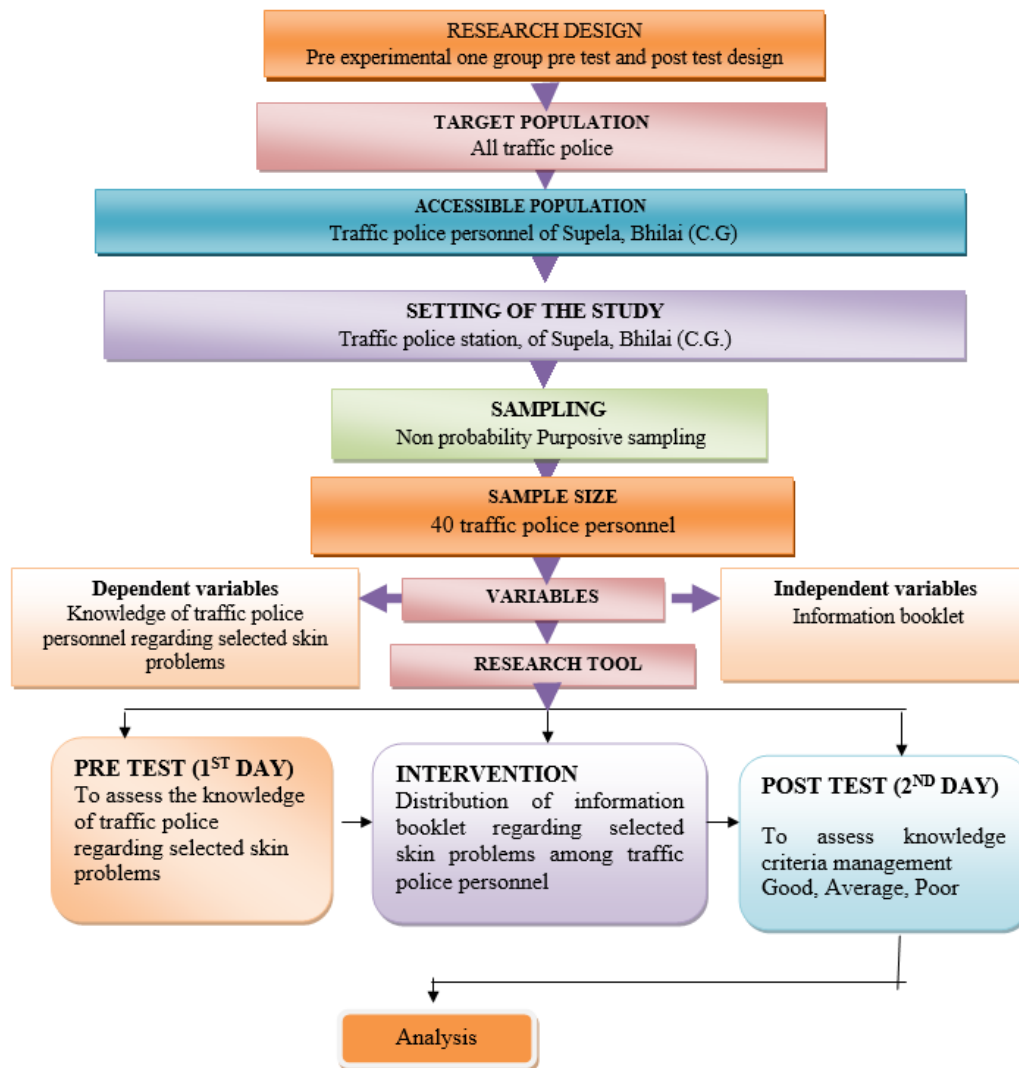 RESEARCH DESIGN
Pre experimental one group pre test and post test design
TARGET POPULATION
All traffic police
ACCESSIBLE POPULATION
Traffic police personnel of Supela, Bhilai (C.G)
SETTING OF THE STUDY
Traffic police station, of Supela, Bhilai (C.G.)
SAMPLING
Non probability Purposive sampling
SAMPLE SIZE
40 traffic police personnel
Dependent variables
Knowledge of traffic police
personnel regarding selected skin
problems
VARIABLES
Independent variables
Information booklet
RESEARCH TOOL
PRE TEST (1ST DAY)
To assess the knowledge
of traffic police
regarding selected skin
problems
INTERVENTION
Distribution of information
booklet regarding selected
skin problems among traffic
police personnel
POST TEST (2ND DAY)
To assess knowledge
criteria management
Good, Average, Poor
Analysis